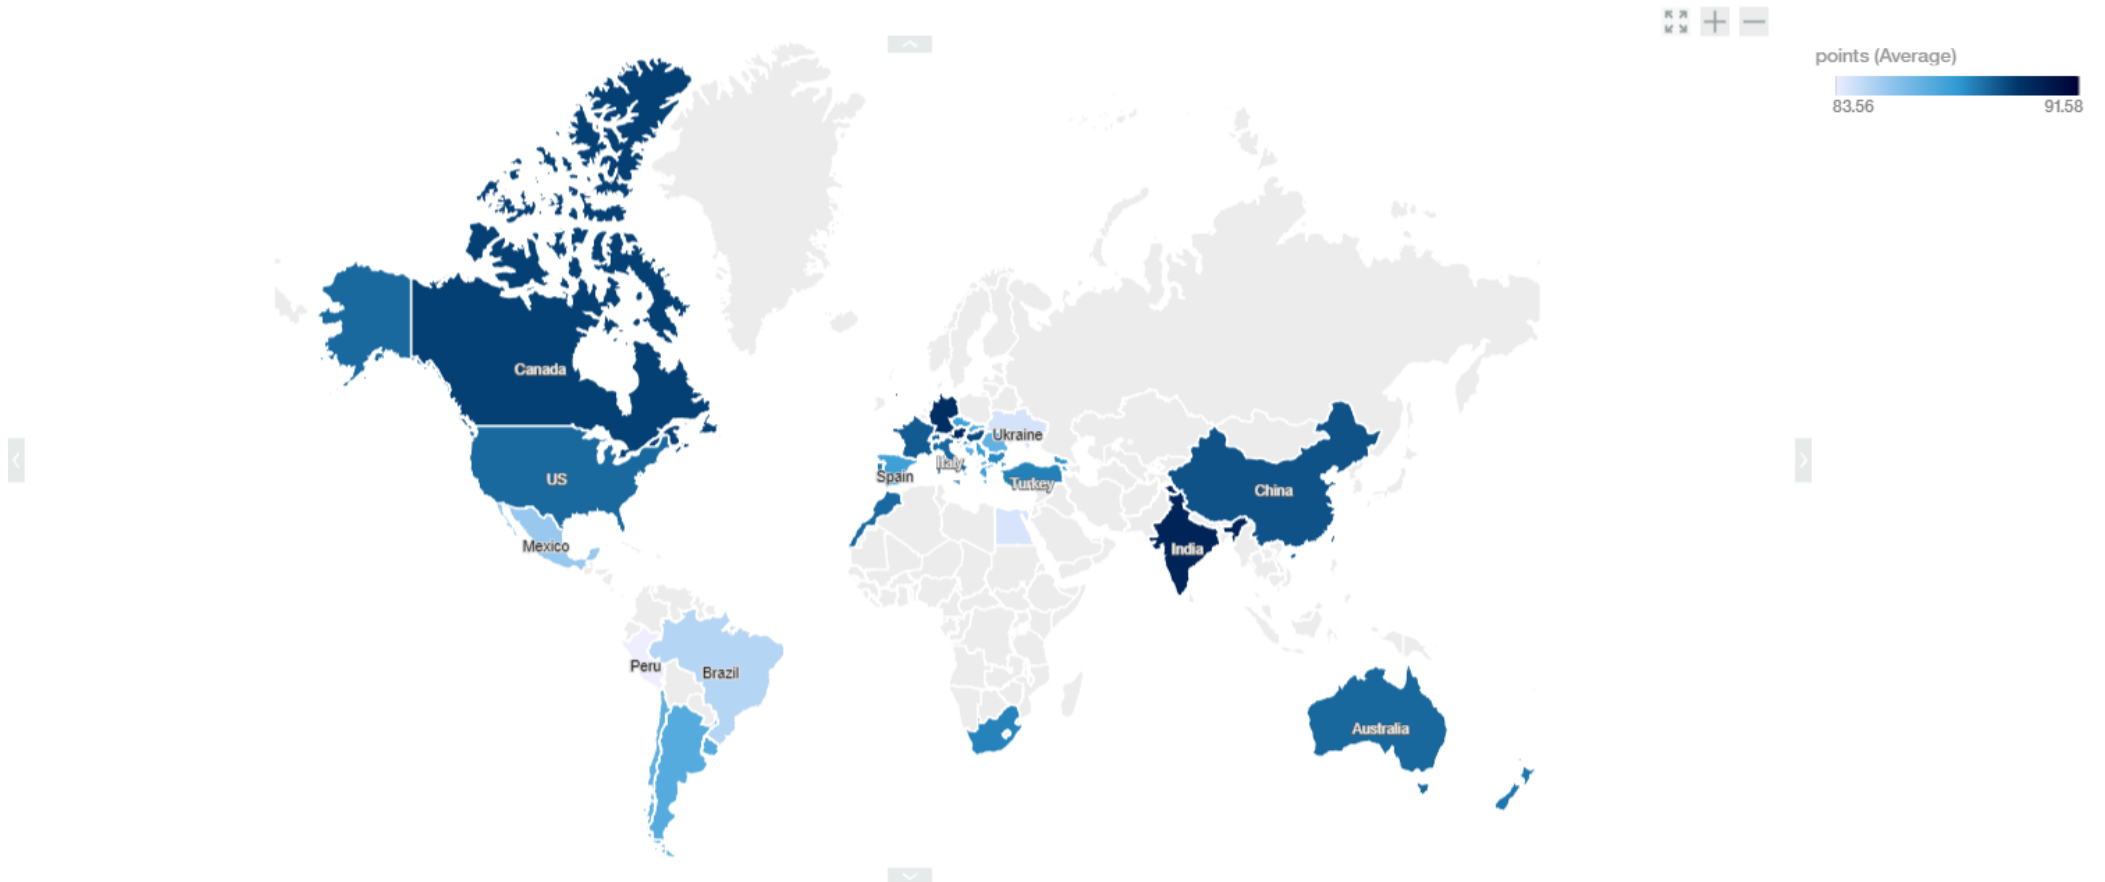 points (Average)
83.56 91.58
Canada
Ukraine
Italy
Spain
US
Turkey
China
Mexico
India
Peru
Brazil
Australia